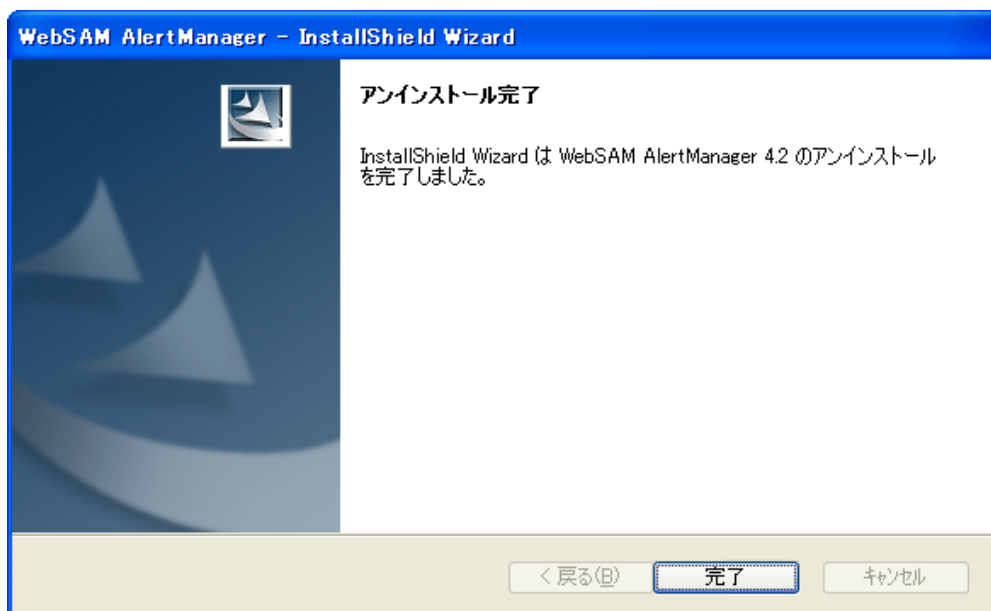 WebSAM AlertManager - InstallShield Wizard
アンインストール完了
InstallShield Wizard は WebSAM AlertManager 4.2 のアンインストール
を完了しました。
< 戻る(B) 完了 キャンセル